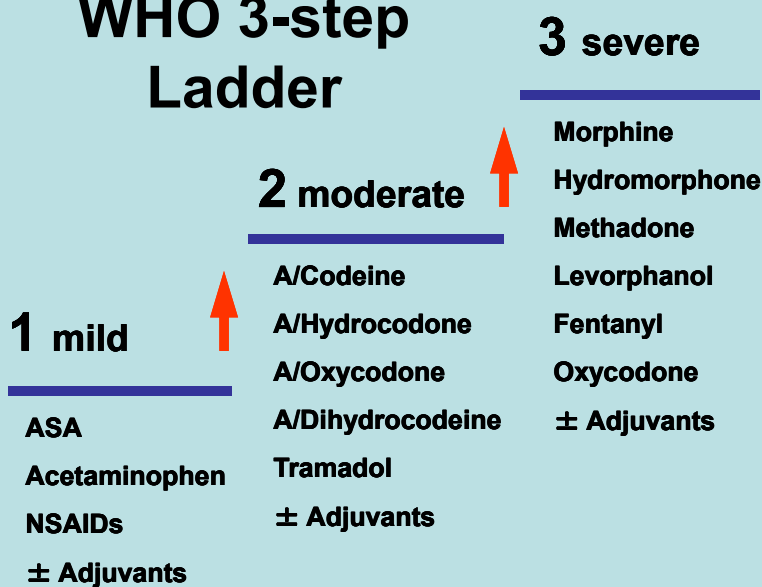 WHO 3-step
Ladder
1 mild
ASA
Acetaminophen
NSAIDs
± Adjuvants
2 moderate
A/Codeine
A/Hydrocodone
A/Oxycodone
A/Dihydrocodeine
Tramadol
± Adjuvants
3 severe
Morphine
Hydromorphone
Methadone
Levorphanol
Fentanyl
Oxycodone
± Adjuvants